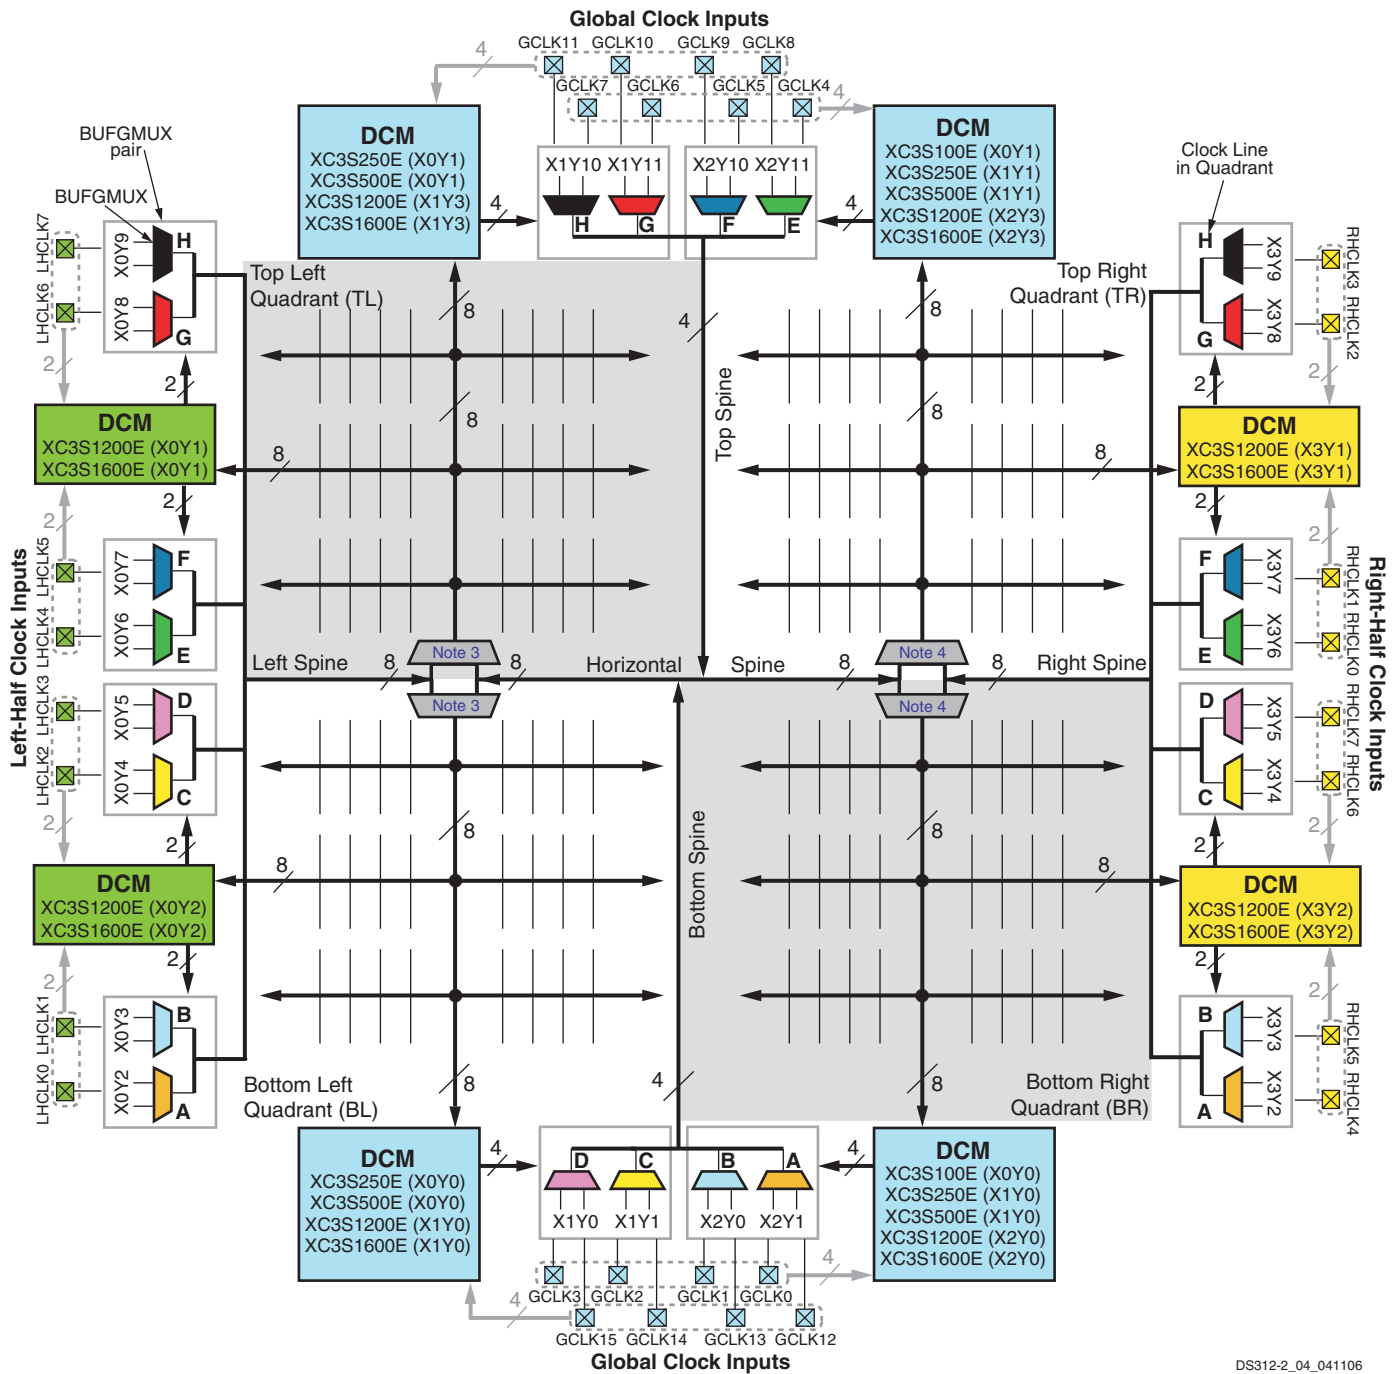 Global Clock Inputs
GCLK11 GCLK10 GCLK9 GCLK8
4
GCLK7 GCLK6 GCLK5 GCLK4
4
DCM
XC3S250E (X0Y1)
XC3S500E (X0Y1)
XC3S1200E (X1Y3)
XC3S1600E (X1Y3)
4
X1Y10 X1Y11
H G
X2Y10 X2Y11
F E
4
DCM
XC3S100E (X0Y1)
XC3S250E (X1Y1)
XC3S500E (X1Y1)
XC3S1200E (X2Y3)
XC3S1600E (X2Y3)
BUFGMUX
pair
BUFGMUX
Clock Line
in Quadrant
LHCLK7
LHCLK6
X0Y9
H
X0Y8
G
2
2
DCM
XC3S1200E (X0Y1)
XC3S1600E (X0Y1)
8
2
2
LHCLK5
LHCLK4
X0Y7
F
X0Y6
E
Left-Half Clock Inputs
LHCLK3
LHCLK2
X0Y5
D
X0Y4
C
2
2
DCM
XC3S1200E (X0Y2)
XC3S1600E (X0Y2)
8
2
2
LHCLK1
LHCLK0
X0Y3
B
X0Y2
A
Top Left
Quadrant (TL)
8
8
4
Top Spine
Top Right
Quadrant (TR)
8
8
Note 3
Note 4
Left Spine
8
8
Horizontal
Spine
8
8
Right Spine
Note 3
Note 4
8
8
Bottom Spine
8
8
4
Bottom Left
Quadrant (BL)
Bottom Right
Quadrant (BR)
H
X3Y9
G
X3Y8
RHCLK3
RHCLK2
2
2
DCM
XC3S1200E (X3Y1)
XC3S1600E (X3Y1)
8
2
2
F
X3Y7
E
X3Y6
RHCLK1
RHCLK0
Right-Half Clock Inputs
D
X3Y5
C
X3Y4
RHCLK7
RHCLK6
2
2
DCM
XC3S1200E (X3Y2)
XC3S1600E (X3Y2)
8
2
2
B
X3Y3
A
X3Y2
RHCLK5
RHCLK4
DCM
XC3S250E (X0Y0)
XC3S500E (X0Y0)
XC3S1200E (X1Y0)
XC3S1600E (X1Y0)
4
D C
X1Y0 X1Y1
B A
X2Y0 X2Y1
4
DCM
XC3S100E (X0Y0)
XC3S250E (X1Y0)
XC3S500E (X1Y0)
XC3S1200E (X2Y0)
XC3S1600E (X2Y0)
4
GCLK3 GCLK2 GCLK1 GCLK0
4
GCLK15 GCLK14 GCLK13 GCLK12
Global Clock Inputs
DS312-2_04_041106